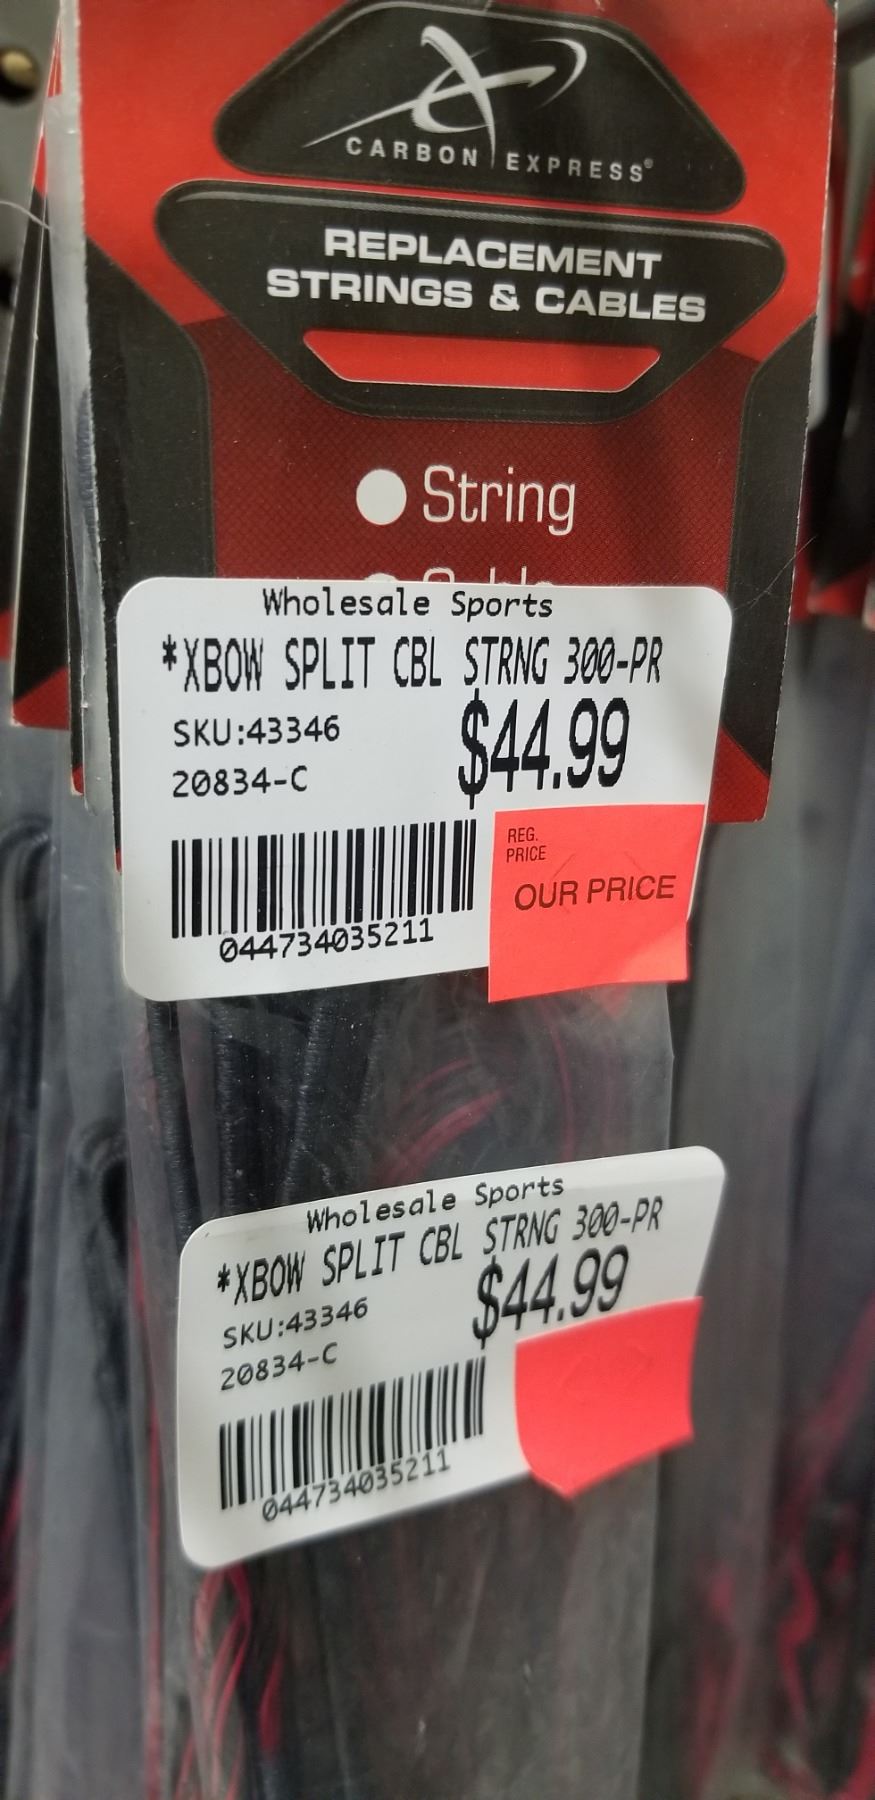 CARBON EXPRESS®
REPLACEMENT
STRINGS & CABLES
String
Wholesale Sports
*XBOW SPLIT CBL STRNG 300-PR
SKU:43346
$44.99
20834-C
REG.
PRICE
OUR PRICE
044734035211
Wholesale Sports
*XBOW SPLIT CBL STRNG 300-PR
SKU:43346
$44.99
20834-C
044734035211